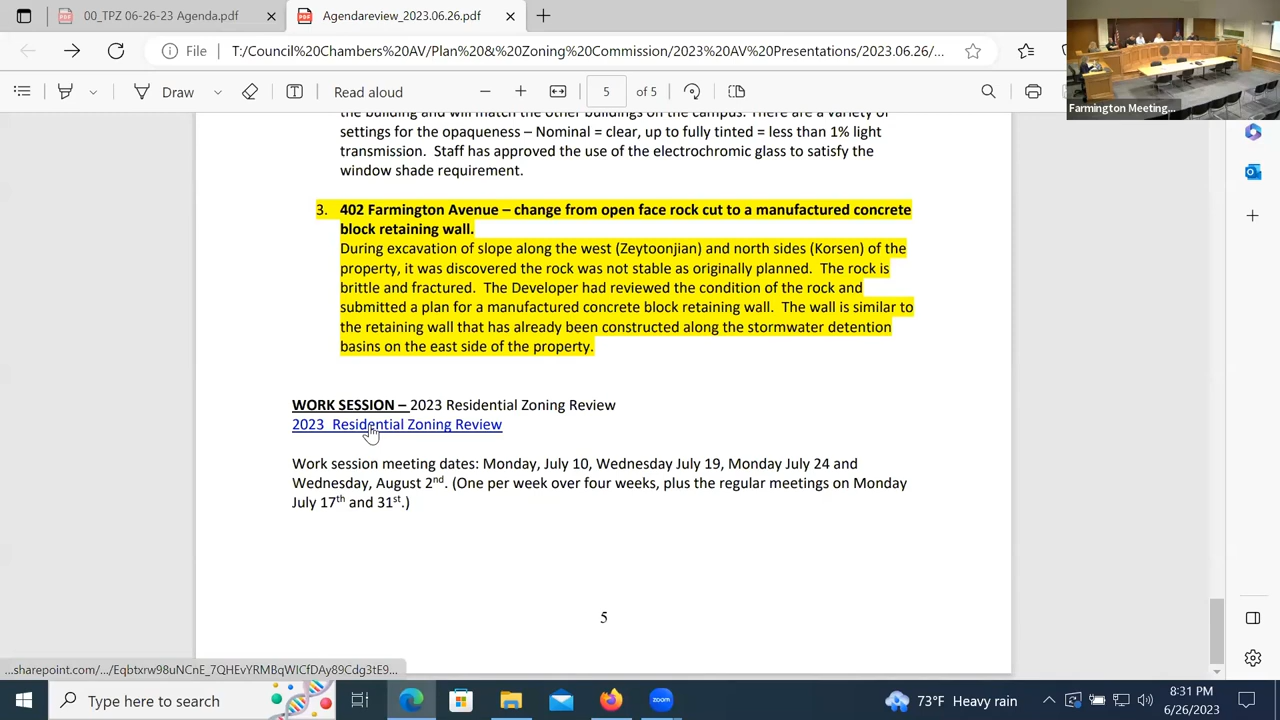 00_TPZ 06-26-23 Agenda.pdf
Agendareview_2023.06.26.pdf
File
T:/Council%20Chambers%20AV/Plan%20&%20Zoning%20Commission/2023%20AV%20Presentations/2023.06.26/...
Draw
Read aloud
5
of 5
Farmington Meeting...
the building and will match the other buildings on the campus. There are a variety of
settings for the opaqueness – Nominal = clear, up to fully tinted = less than 1% light
transmission. Staff has approved the use of the electrochromic glass to satisfy the
window shade requirement.
3. 402 Farmington Avenue – change from open face rock cut to a manufactured concrete
block retaining wall.
During excavation of slope along the west (Zeytoonjian) and north sides (Korsen) of the
property, it was discovered the rock was not stable as originally planned. The rock is
brittle and fractured. The Developer had reviewed the condition of the rock and
submitted a plan for a manufactured concrete block retaining wall. The wall is similar to
the retaining wall that has already been constructed along the stormwater detention
basins on the east side of the property.
WORK SESSION – 2023 Residential Zoning Review
2023 Residential Zoning Review
Work session meeting dates: Monday, July 10, Wednesday July 19, Monday July 24 and
Wednesday, August 2nd. (One per week over four weeks, plus the regular meetings on Monday
July 17th and 31st.)
5
...sharepoint.com/.../Eqbtxrw98uNCnE_7QHEvYRMBqWICfDAy89Cdg3tE9...
Type here to search
zoom
73°F Heavy rain
8:31 PM
6/26/2023